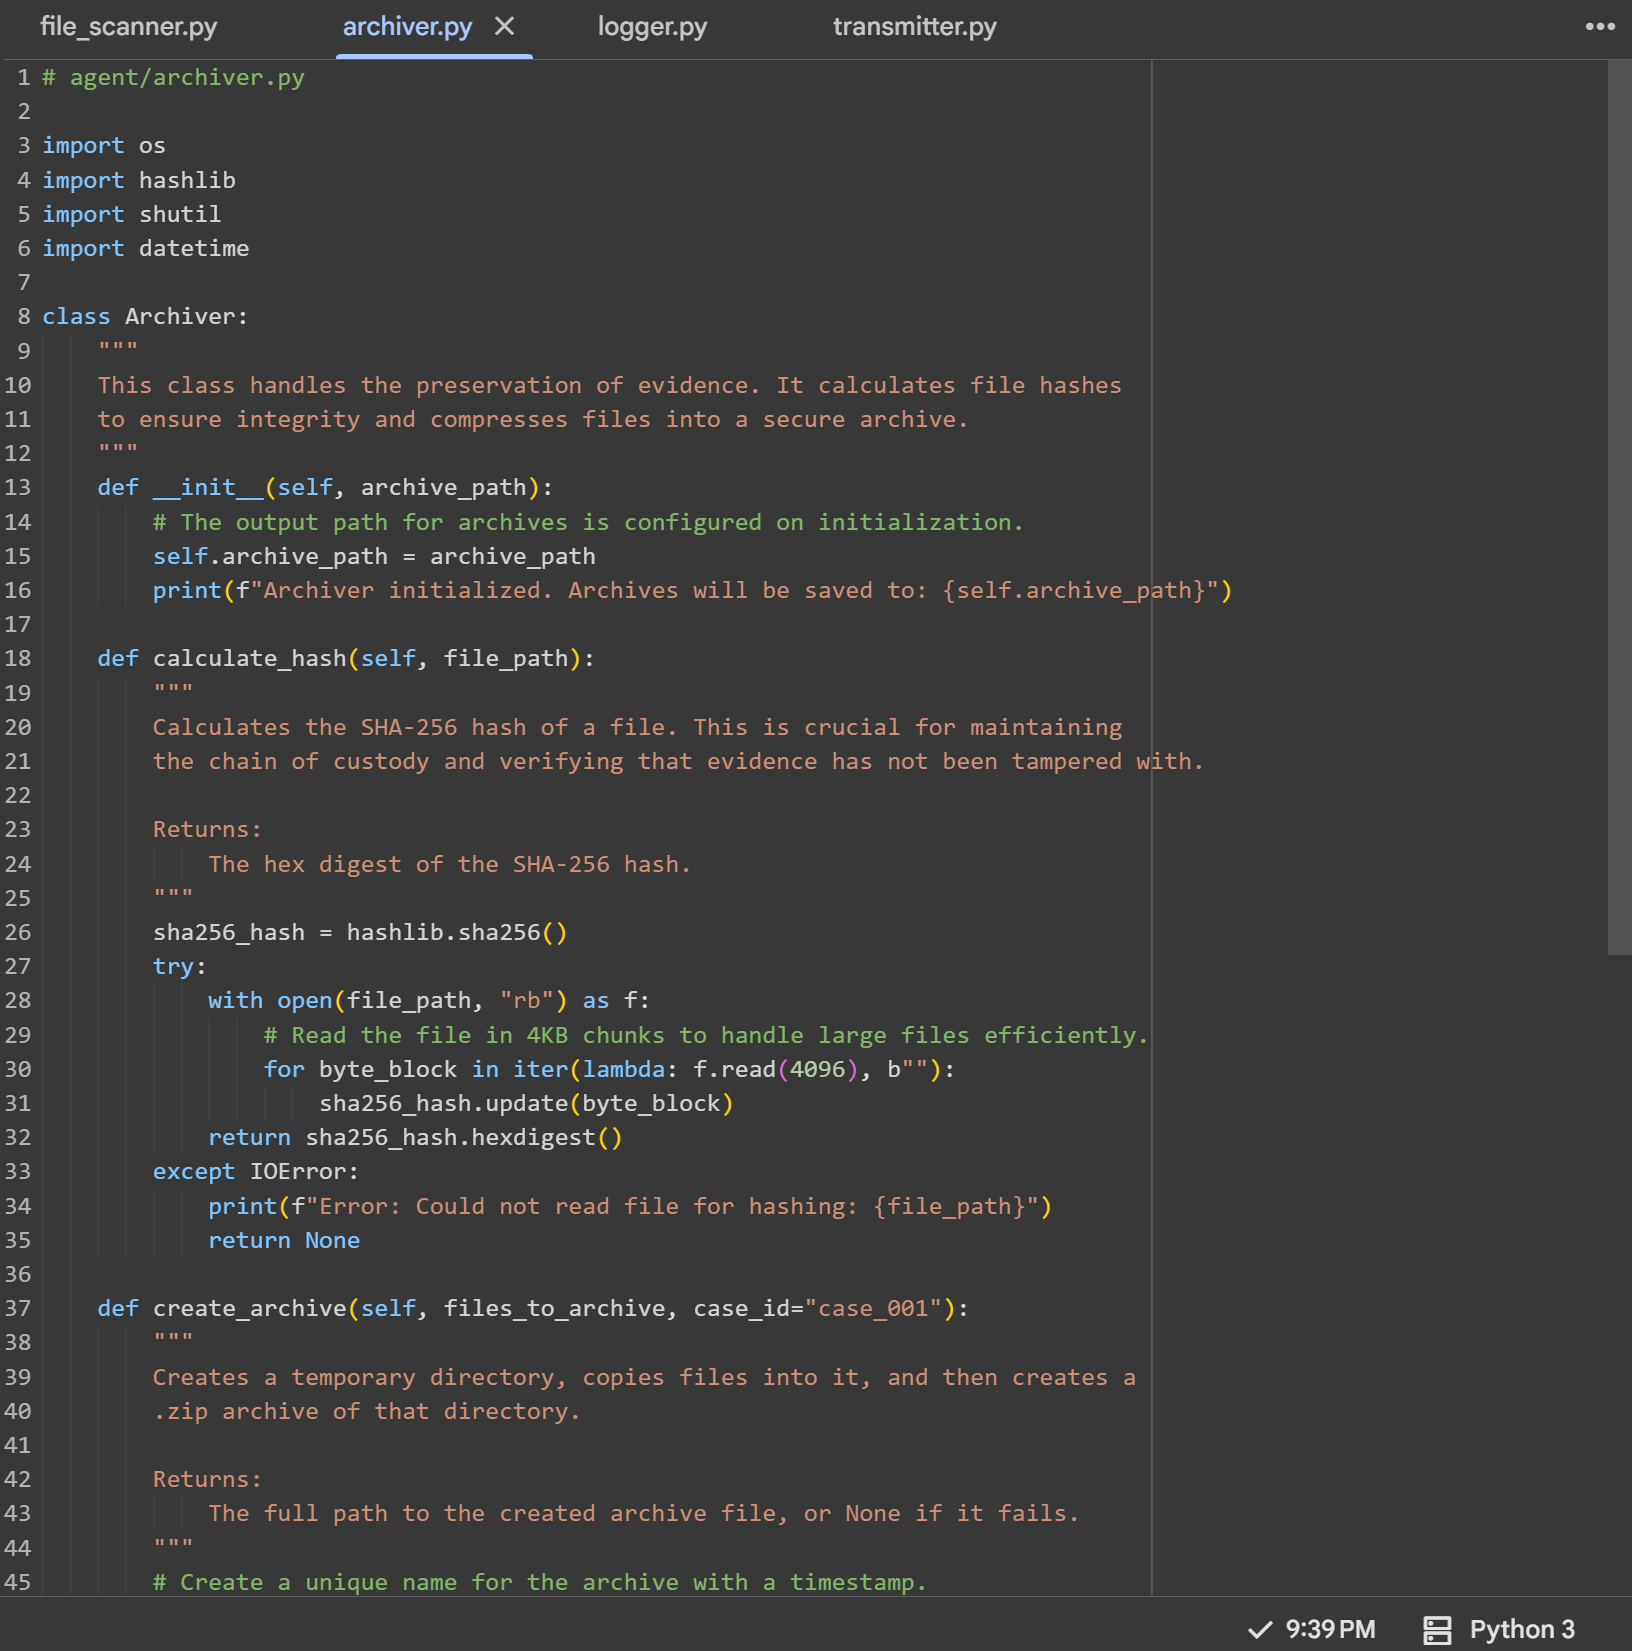 file_scanner.py archiver.py logger.py transmitter.py
1 # agent/archiver.py
2
3 import os
4 import hashlib
5 import shutil
6 import datetime
7
8 class Archiver:
9     """
10     This class handles the preservation of evidence. It calculates file hashes
11     to ensure integrity and compresses files into a secure archive.
12     """
13     def __init__(self, archive_path):
14         # The output path for archives is configured on initialization.
15         self.archive_path = archive_path
16         print(f"Archiver initialized. Archives will be saved to: {self.archive_path}")
17
18     def calculate_hash(self, file_path):
19         """
20         Calculates the SHA-256 hash of a file. This is crucial for maintaining
21         the chain of custody and verifying that evidence has not been tampered with.
22
23         Returns:
24             The hex digest of the SHA-256 hash.
25         """
26         sha256_hash = hashlib.sha256()
27         try:
28             with open(file_path, "rb") as f:
29                 # Read the file in 4KB chunks to handle large files efficiently.
30                 for byte_block in iter(lambda: f.read(4096), b""):
31                     sha256_hash.update(byte_block)
32             return sha256_hash.hexdigest()
33         except IOError:
34             print(f"Error: Could not read file for hashing: {file_path}")
35             return None
36
37     def create_archive(self, files_to_archive, case_id="case_001"):
38         """
39         Creates a temporary directory, copies files into it, and then creates a
40         .zip archive of that directory.
41
42         Returns:
43             The full path to the created archive file, or None if it fails.
44         """
45         # Create a unique name for the archive with a timestamp.
9:39 PM Python 3